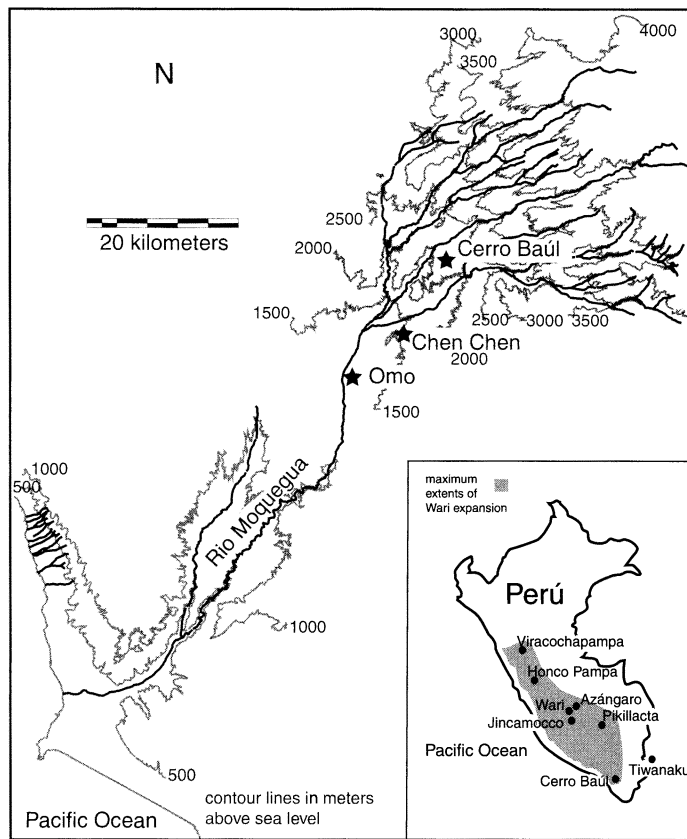 3000
3500
4000
N
20 kilometers
2500
2000
1500
Cerro Baúl
2500
3000
3500
Chen Chen
2000
Omo
1500
1000
500
Rio Moquegua
1000
500
contour lines in meters
above sea level
Pacific Ocean
maximum
extents of
Wari expansion
Perú
Viracochapampa
Honco Pampa
Wari
Azángaro
Jincamocco
Pikillacta
Pacific Ocean
Tiwanaku
Cerro Baúl